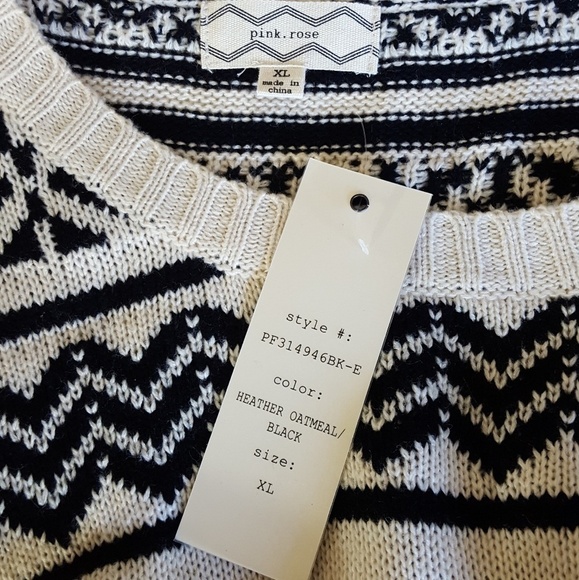 pink.rose
XL
made in
china
style #:
PF314946BK-E
color:
HEATHER OATMEAL/
BLACK
size:
XL